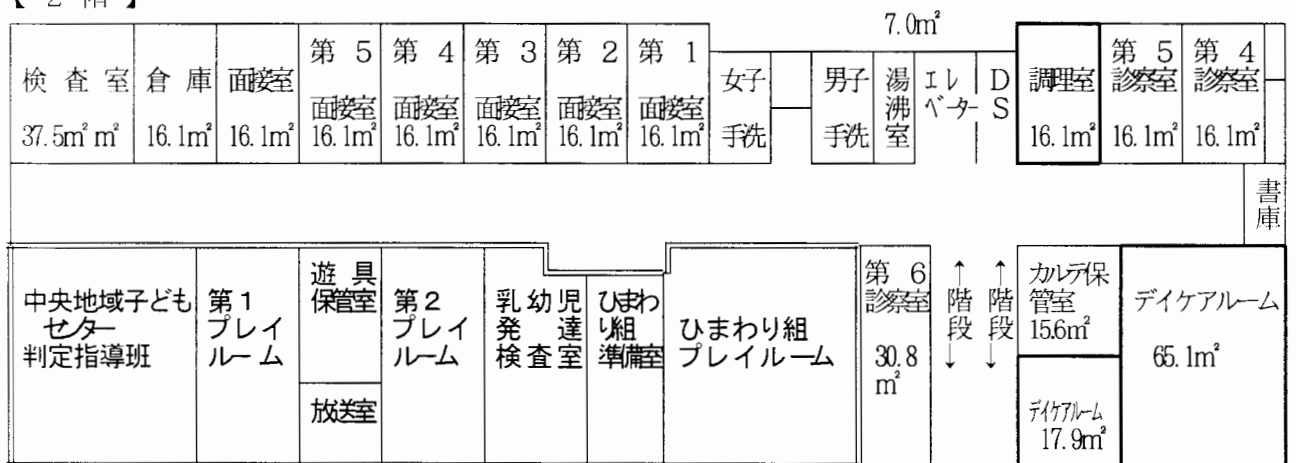 【 2 階 】
7.0㎡
検 査 室
37.5㎡ ㎡
倉 庫
16.1㎡
面接室
16.1㎡
第 5
面接室
16.1㎡
第 4
面接室
16.1㎡
第 3
面接室
16.1㎡
第 2
面接室
16.1㎡
第 1
面接室
16.1㎡
女子
手洗
男子
手洗
湯沸室
エレ
ベター
DS
調理室
16.1㎡
第 5
診察室
16.1㎡
第 4
診察室
16.1㎡
書庫
中央地域子ども
センター
判定指導班
第1
プレイ
ルーム
遊 具
保管室
放送室
第2
プレイ
ルーム
乳 幼 児
発 達
検 査 室
ひまわ
り組
準備室
ひまわり組
プレイルーム
第 6
診察室
30.8
㎡
↑階段↓
↑階段↓
カルテ保
管室
15.6㎡
デイケアルーム
17.9㎡
デイケアルーム
65.1㎡